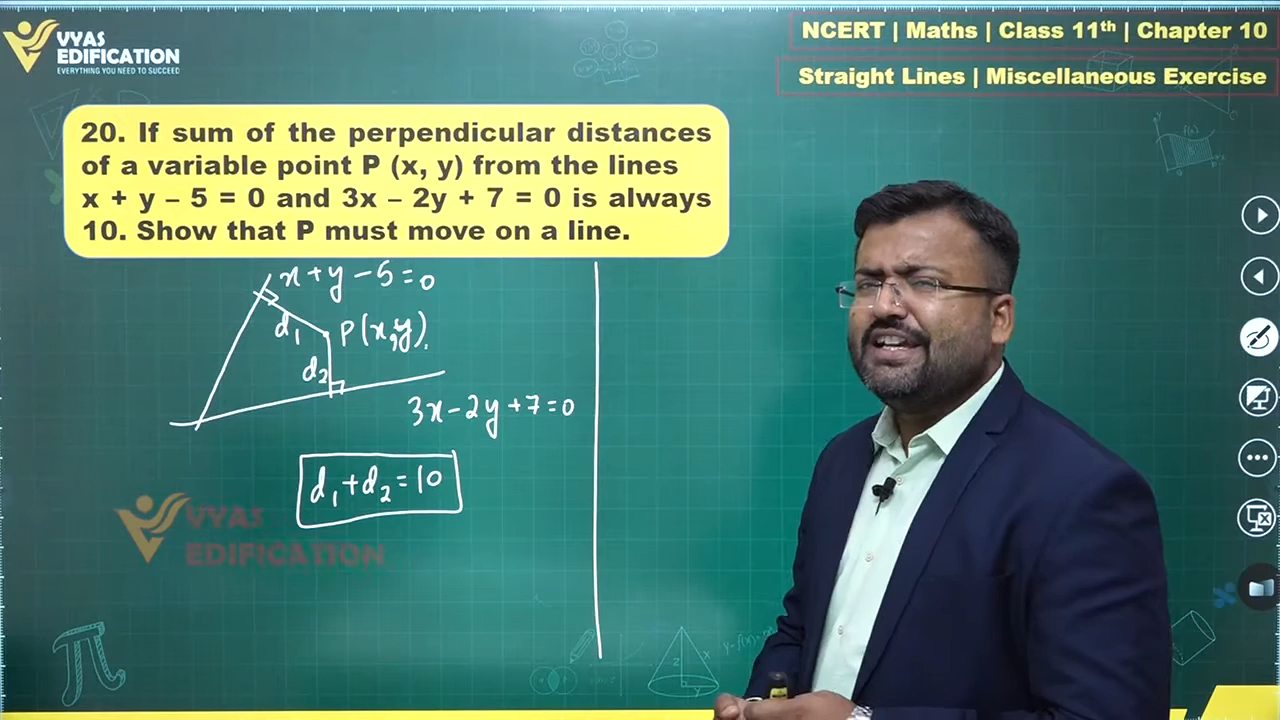 VYAS
EDIFICATION
EVERYTHING YOU NEED TO SUCCEED
NCERT | Maths | Class 11th | Chapter 10
Straight Lines | Miscellaneous Exercise
20. If sum of the perpendicular distances
of a variable point P (x, y) from the lines
x + y – 5 = 0 and 3x – 2y + 7 = 0 is always
10. Show that P must move on a line.
x+y-5=0
d1
P(x,y).
d2
3x-2y+7=0
d1+d2=10
VYAS
EDIFICATION